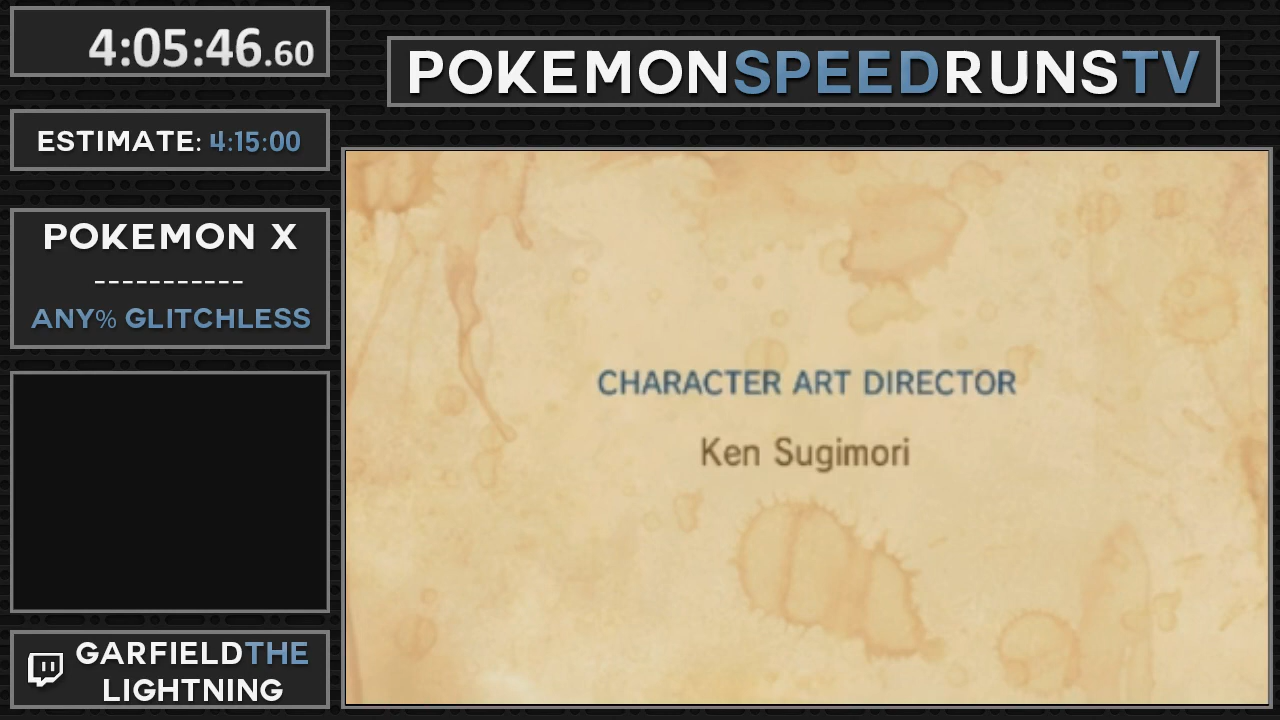 4:05:46.60
POKEMONSPEEDRUNSTV
ESTIMATE: 4:15:00
POKEMON X
-----------
ANY% GLITCHLESS
CHARACTER ART DIRECTOR
Ken Sugimori
GARFIELDTHE
LIGHTNING